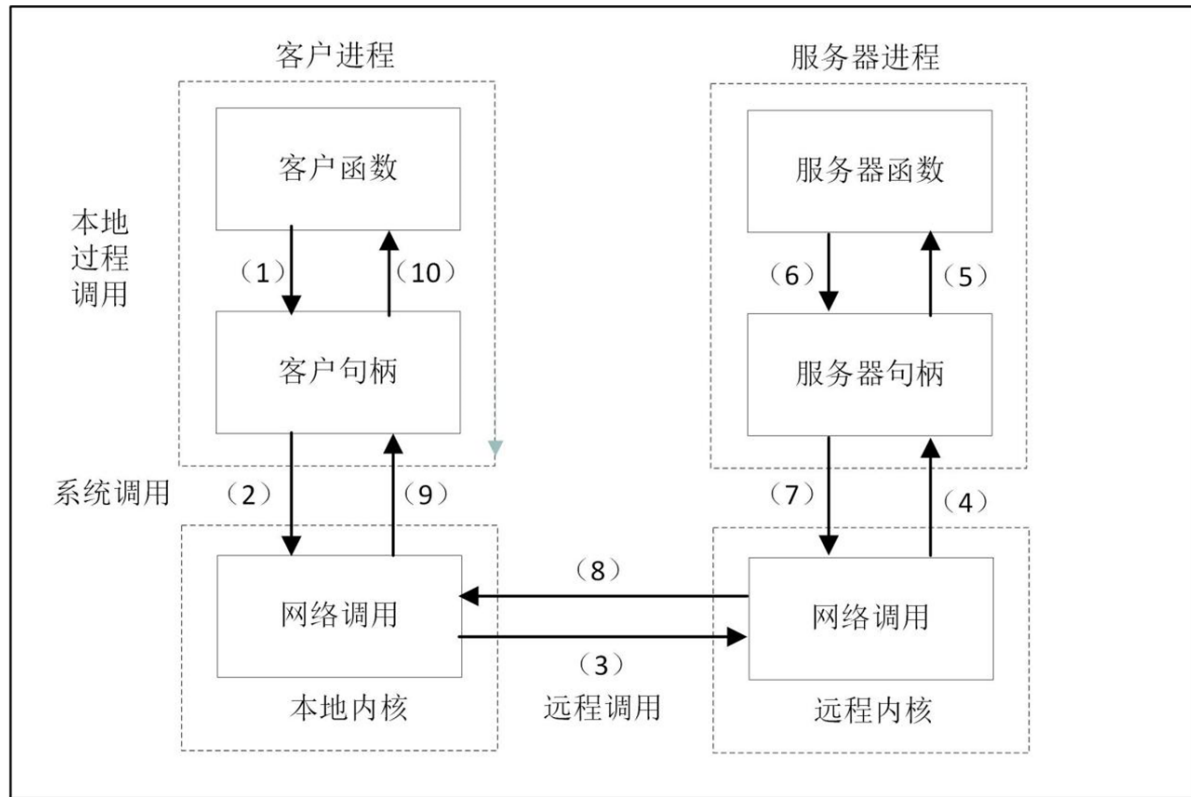 客户进程
服务器进程
客户函数
服务器函数
本地
过程
调用
（1）
（10）
（6）
（5）
客户句柄
服务器句柄
系统调用
（2）
（9）
（7）
（4）
（8）
网络调用
网络调用
（3）
本地内核
远程调用
远程内核